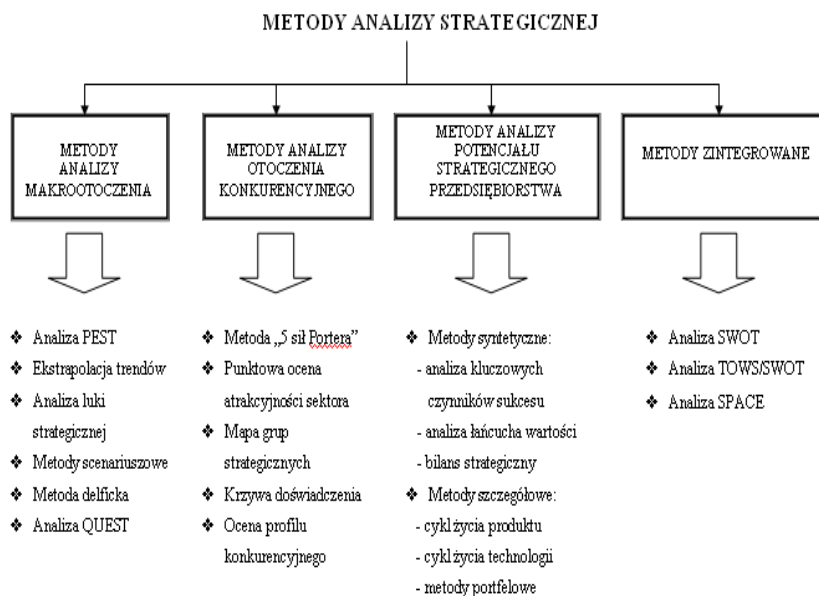 METODY ANALIZY STRATEGICZNEJ
METODY
ANALIZY
MAKROOTOCZENIA
METODY ANALIZY
OTOCZENIA
KONKURENCYJNEGO
METODY ANALIZY
POTENCJAŁU
STRATEGICZNEGO
PRZEDSIĘBIORSTWA
METODY ZINTEGROWANE
❖ Analiza PEST
❖ Ekstrapolacja trendów
❖ Analiza luki
strategicznej
❖ Metody scenariuszowe
❖ Metoda delficka
❖ Analiza QUEST
❖ Metoda „5 sił Portera”
❖ Punktowa ocena
atrakcyjności sektora
❖ Mapa grup
strategicznych
❖ Krzywa doświadczenia
❖ Ocena profilu
konkurencyjnego
❖ Metody syntetyczne:
- analiza kluczowych
czynników sukcesu
- analiza łańcucha wartości
- bilans strategiczny
❖ Metody szczegółowe:
- cykl życia produktu
- cykl życia technologii
- metody portfelowe
❖ Analiza SWOT
❖ Analiza TOWS/SWOT
❖ Analiza SPACE